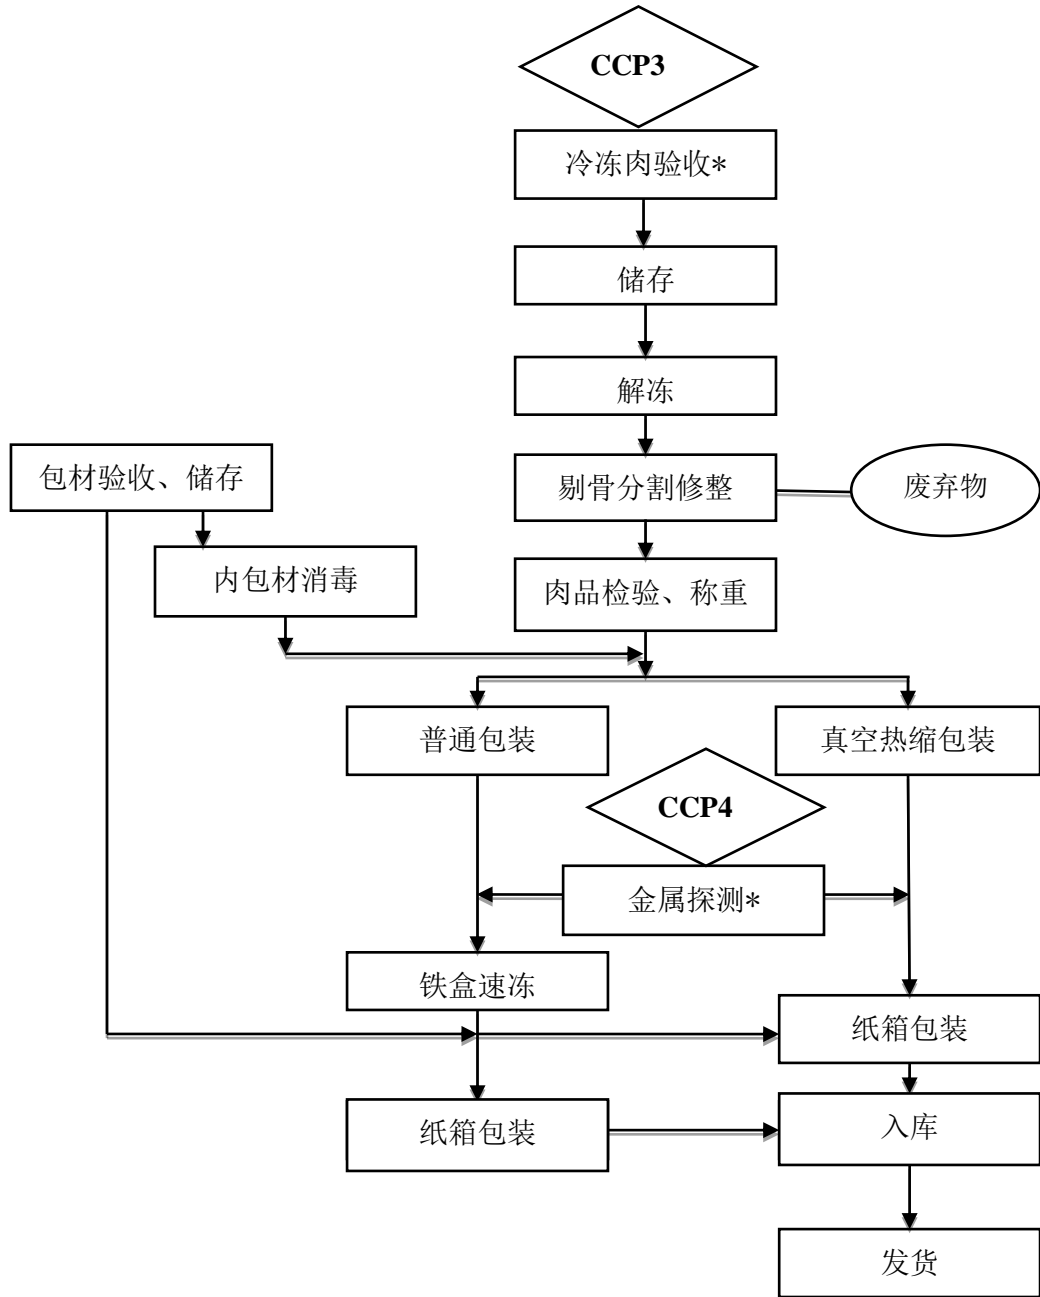 CCP3
冷冻肉验收*
储存
解冻
包材验收、储存
剔骨分割修整
废弃物
内包材消毒
肉品检验、称重
普通包装
真空热缩包装
CCP4
金属探测*
铁盒速冻
纸箱包装
纸箱包装
入库
发货